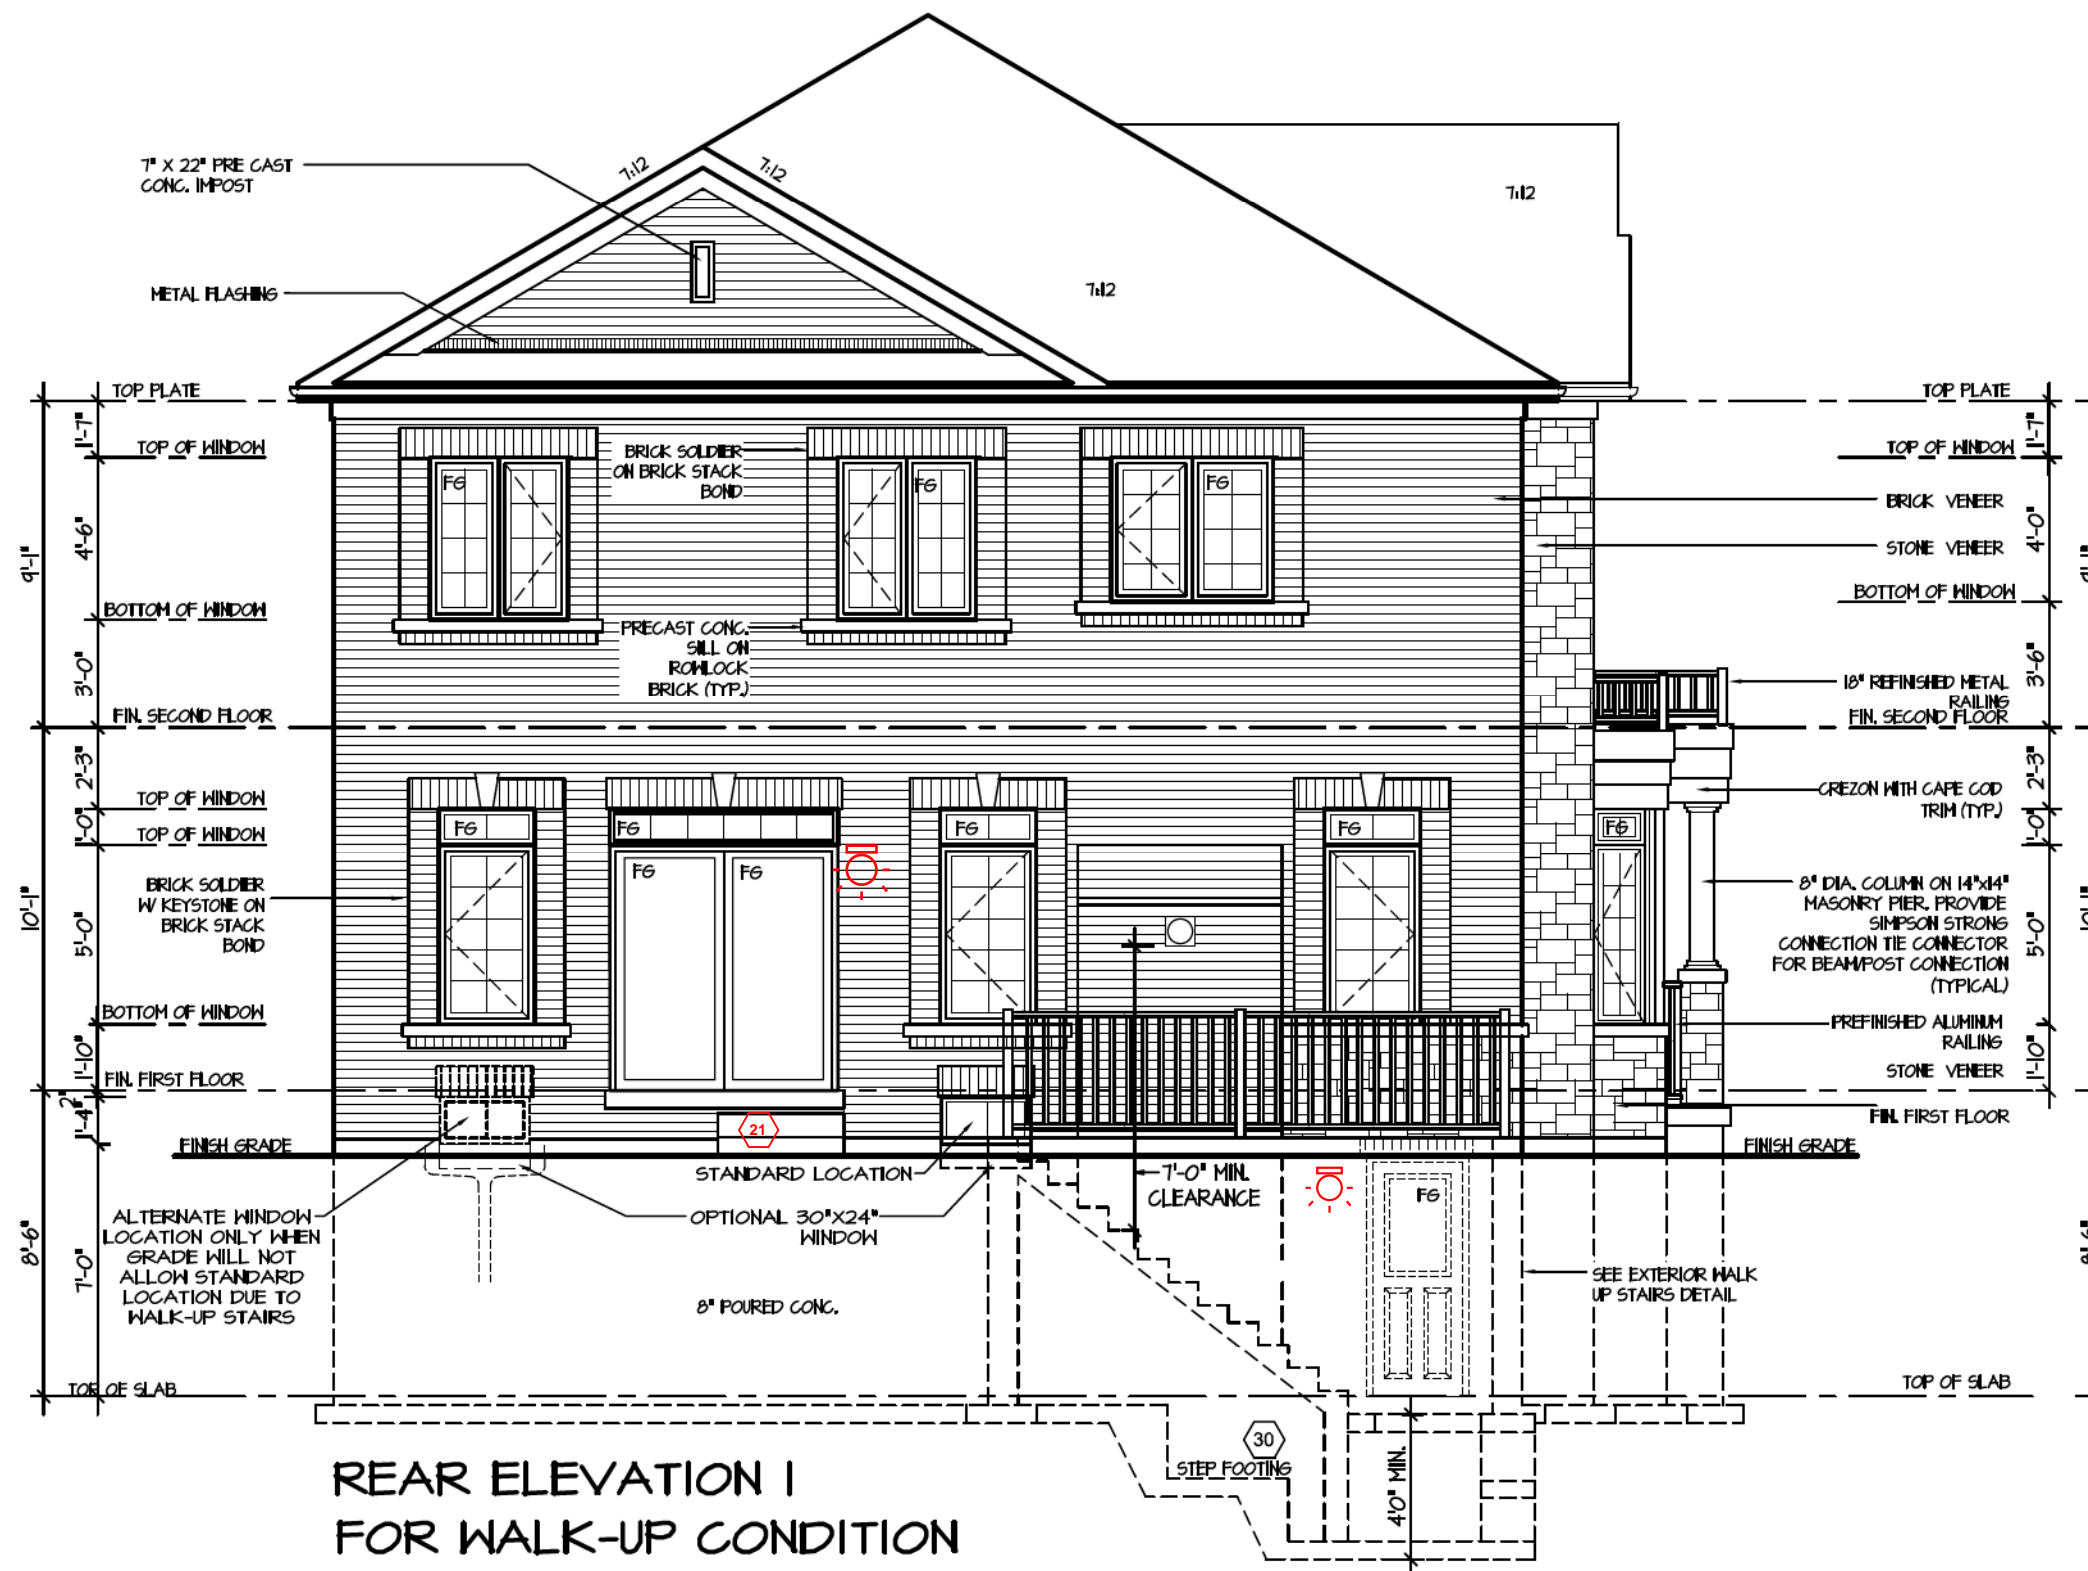 7" X 22" PRE CAST
CONC. IMPOST
METAL FLASHING
7:12
7:12
7:12
7:12
TOP PLATE
TOP OF WINDOW
BOTTOM OF WINDOW
FIN. SECOND FLOOR
TOP OF WINDOW
TOP OF WINDOW
BRICK SOLDIER
W/ KEYSTONE ON
BRICK STACK
BOND
BOTTOM OF WINDOW
FIN. FIRST FLOOR
FINISH GRADE
ALTERNATE WINDOW
LOCATION ONLY WHEN
GRADE WILL NOT
ALLOW STANDARD
LOCATION DUE TO
WALK-UP STAIRS
TOP OF SLAB
9'-1"
10'-1"
8'-6"
1'-7"
4'-6"
3'-0"
2'-3"
1'-0"
5'-0"
1'-10"
2"
1'-4"
7'-0"
BRICK SOLDIER
ON BRICK STACK
BOND
PRECAST CONC.
SILL ON
ROWLOCK
BRICK (TYP.)
FG
FG
FG
FG
FG
FG
FG
FG
FG
FG
21
STANDARD LOCATION
OPTIONAL 30"X24"
WINDOW
8" POURED CONC.
7'-0" MIN.
CLEARANCE
FG
30
STEP FOOTING
4'0" MIN.
TOP PLATE
TOP OF WINDOW
BRICK VENEER
STONE VENEER
BOTTOM OF WINDOW
18" REFINISHED METAL
RAILING
FIN. SECOND FLOOR
CREZON WITH CAPE COD
TRIM (TYP.)
8" DIA. COLUMN ON 14"x14"
MASONRY PIER. PROVIDE
SIMPSON STRONG
CONNECTION TIE CONNECTOR
FOR BEAM/POST CONNECTION
(TYPICAL)
PREFINISHED ALUMINUM
RAILING
STONE VENEER
FIN. FIRST FLOOR
FINISH GRADE
SEE EXTERIOR WALK
UP STAIRS DETAIL
TOP OF SLAB
1'-7"
4'-0"
3'-6"
2'-3"
1'-0"
5'-0"
1'-10"
REAR ELEVATION 1
FOR WALK-UP CONDITION